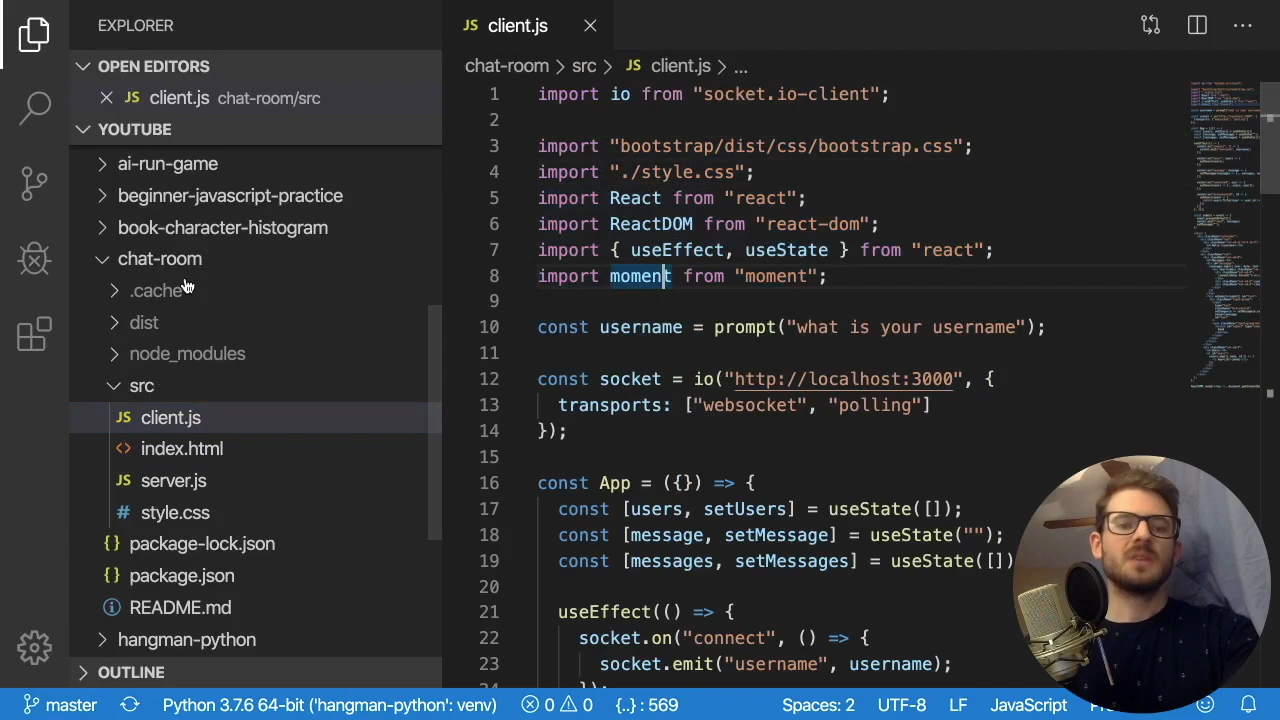 EXPLORER
OPEN EDITORS
JS client.js chat-room/src
YOUTUBE
ai-run-game
beginner-javascript-practice
book-character-histogram
chat-room
.cache
dist
node_modules
src
JS client.js
<> index.html
JS server.js
# style.css
{} package-lock.json
{} package.json
README.md
hangman-python
OUTLINE
JS client.js
chat-room > src > JS client.js > ...
1 import io from "socket.io-client";
2
3 import "bootstrap/dist/css/bootstrap.css";
4 import "./style.css";
5 import React from "react";
6 import ReactDOM from "react-dom";
7 import { useEffect, useState } from "react";
8 import moment from "moment";
9
10 const username = prompt("what is your username");
11
12 const socket = io("http://localhost:3000", {
13 transports: ["websocket", "polling"]
14 });
15
16 const App = ({}) => {
17 const [users, setUsers] = useState([]);
18 const [message, setMessage] = useState("");
19 const [messages, setMessages] = useState([])
20
21 useEffect(() => {
22 socket.on("connect", () => {
23 socket.emit("username", username);
});
master Python 3.7.6 64-bit ('hangman-python': venv) 0 0 {..} : 569 Spaces: 2 UTF-8 LF JavaScript